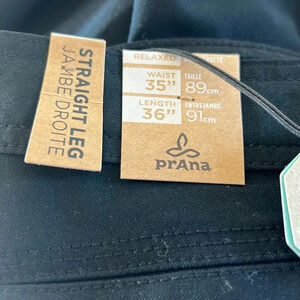 STRAIGHT LEG
JAMBE DROITE
RELAXED
WAIST TAILLE
35" 89cm
LENGTH ENTREJAMBE
36" 91cm
prAna